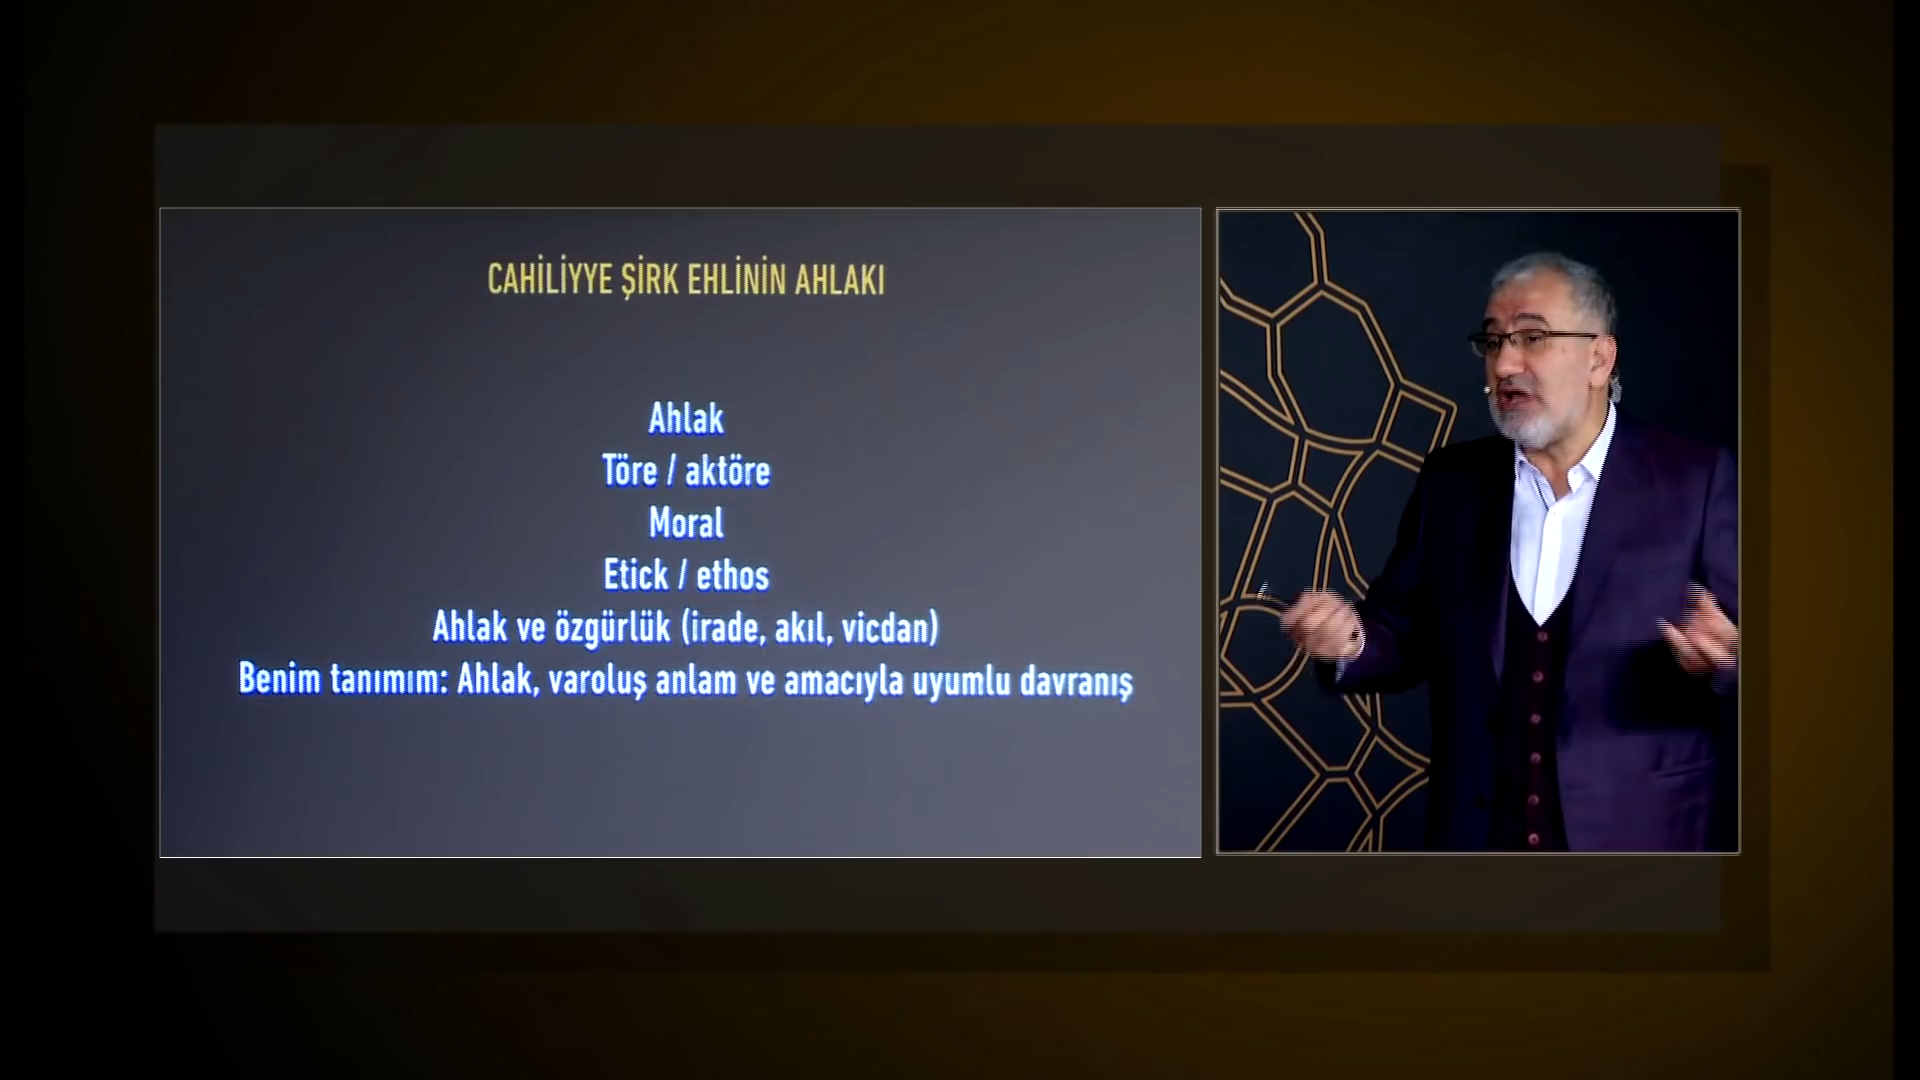 CAHİLİYYE ŞİRK EHLİNİN AHLAKI
Ahlak
Töre / aktöre
Moral
Etick / ethos
Ahlak ve özgürlük (irade, akıl, vicdan)
Benim tanımım: Ahlak, varoluş anlam ve amacıyla uyumlu davranış